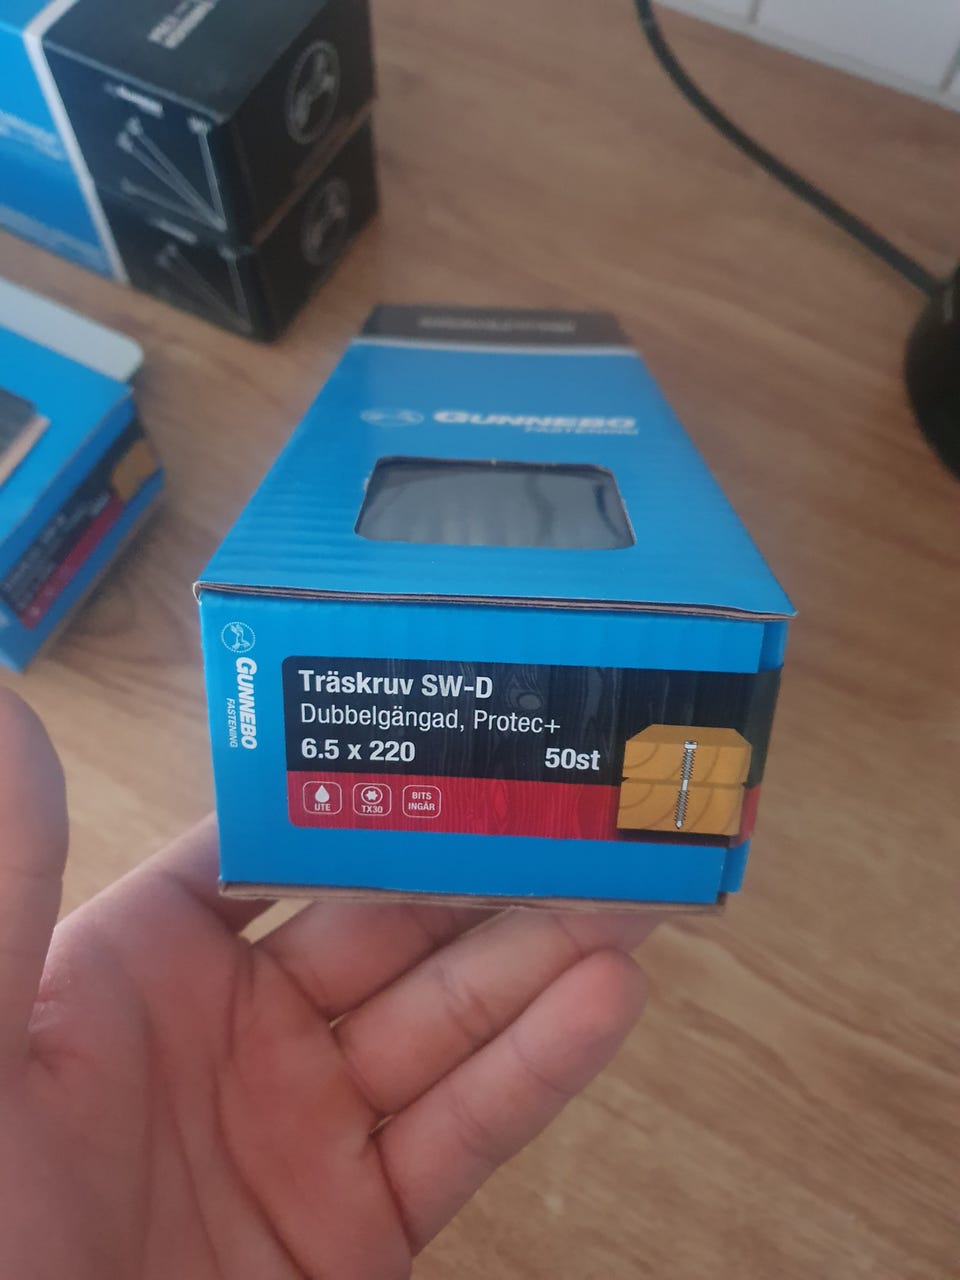 GUNNEBO
FASTENING
GUNNEBO
FASTENING
Träskruv SW-D
Dubbelgängad, Protec+
6.5 x 220
50st
UTE
TX30
BITS
INGÅR